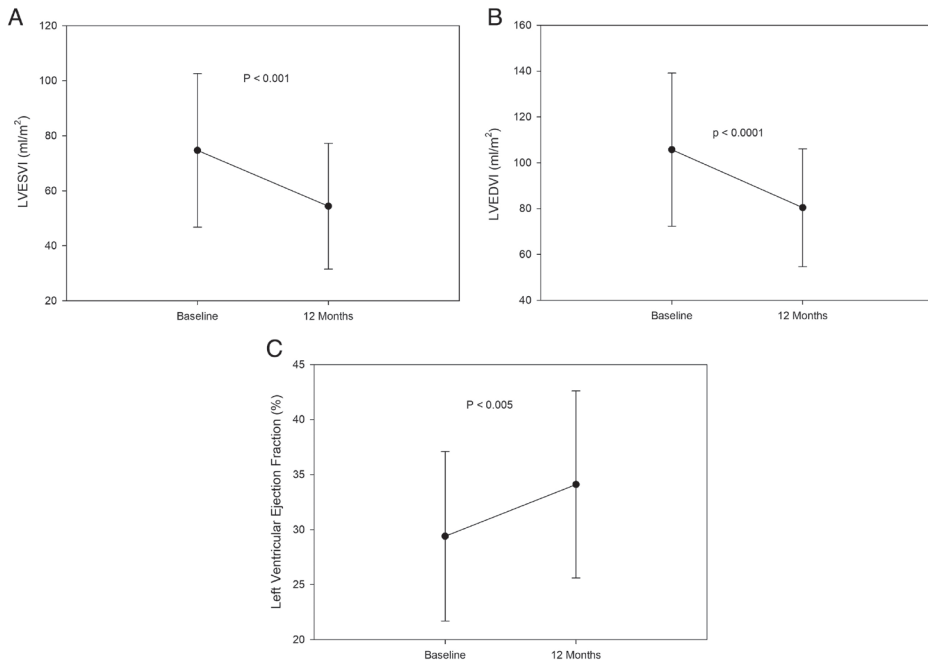 A
120
100
80
60
40
20
LVESVI (ml/m²)
P < 0.001
Baseline
12 Months
B
160
140
120
100
80
60
40
LVEDVI (ml/m²)
p < 0.0001
Baseline
12 Months
C
45
40
35
30
25
20
Left Ventricular Ejection Fraction (%)
P < 0.005
Baseline
12 Months